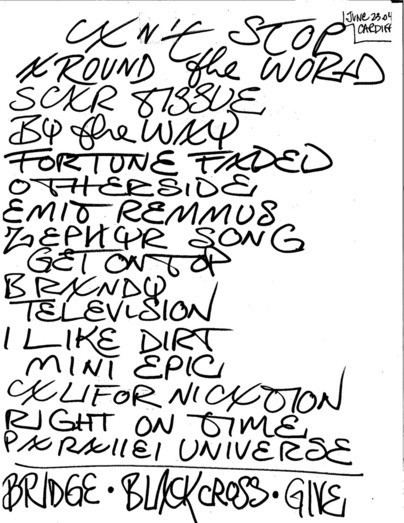 JUNE 23 04
CARDIFF
CAN'T STOP
AROUND the WORLD
SCAR TISSUE
BY the WAY
FORTUNE FADED
OTHERSIDE
EMIT REMMUS
ZEPHYR SONG
GET ON TOP
BRANDY
TELEVISION
I LIKE DIRT
MINI EPIC
CALIFORNICATION
RIGHT ON TIME
PARAllEl UNIVERSE
BRIDGE · BLACK CROSS · GIVE